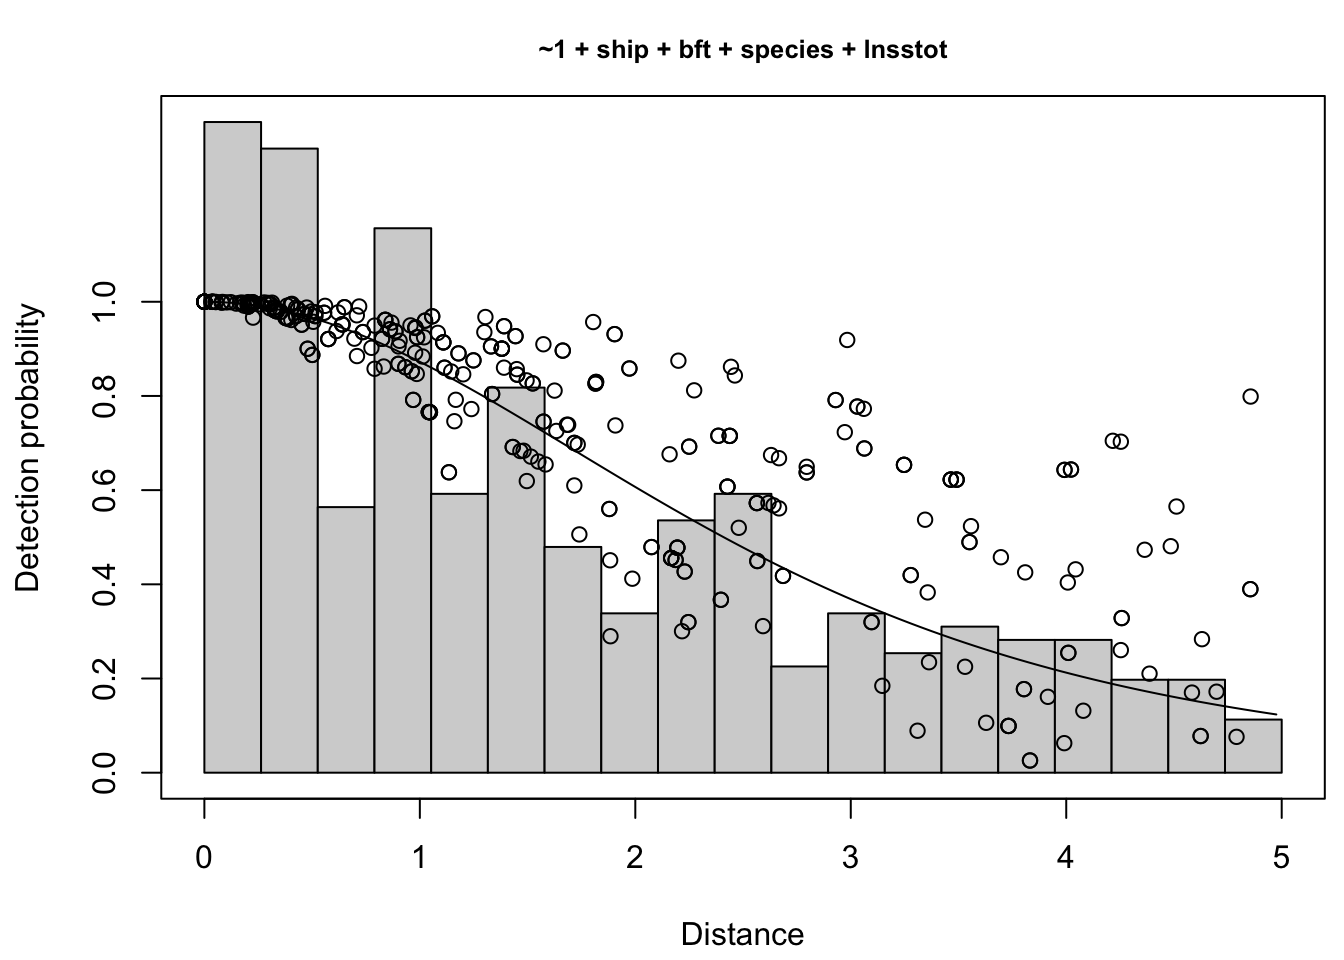 ~1 + ship + bft + species + lnsstot
Detection probability
1.0
0.8
0.6
0.4
0.2
0.0
0 1 2 3 4 5
Distance